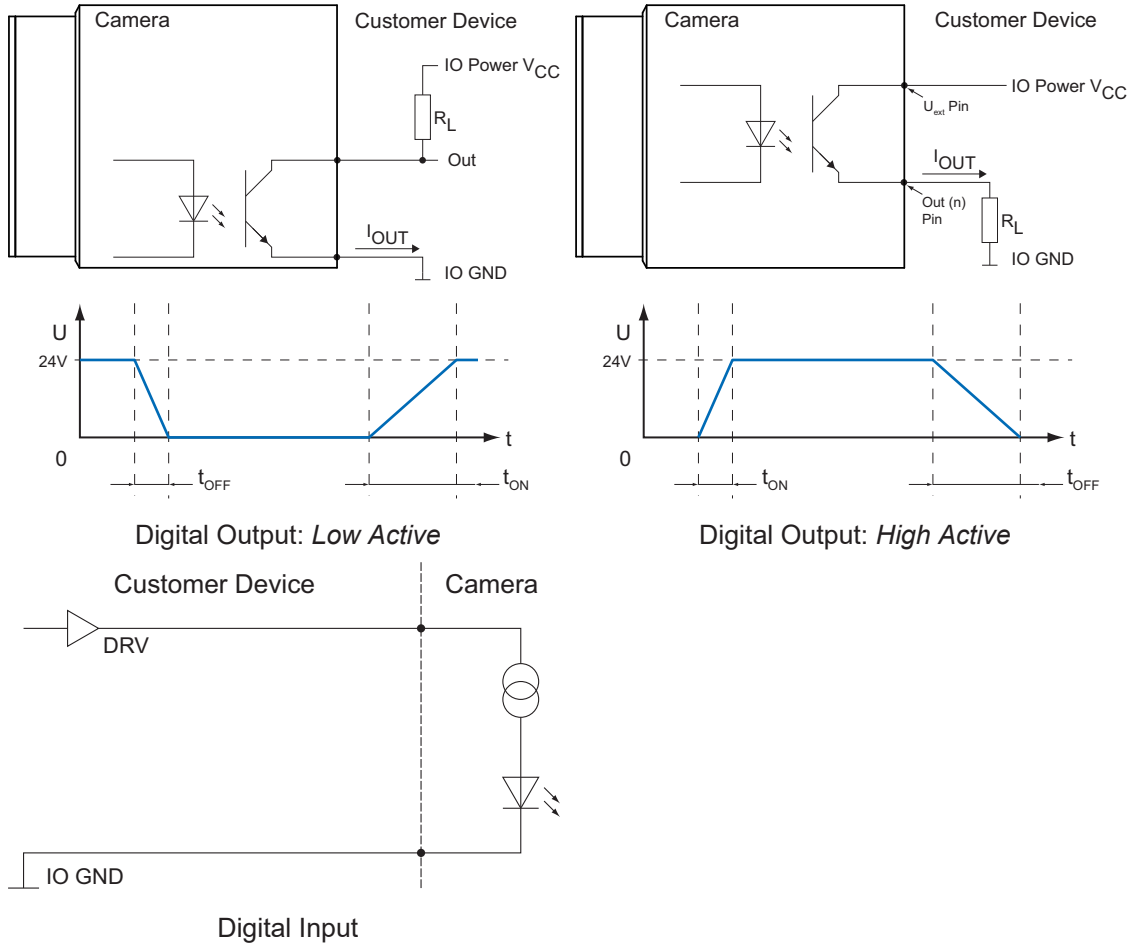 Camera
Customer Device
IO Power VCC
RL
Out
IOUT
IO GND
U
24V
0
t
tOFF
tON
Digital Output: Low Active
Camera
Customer Device
IO Power VCC
Uext Pin
IOUT
Out (n)
Pin
RL
IO GND
U
24V
0
t
tON
tOFF
Digital Output: High Active
Customer Device
Camera
DRV
IO GND
Digital Input